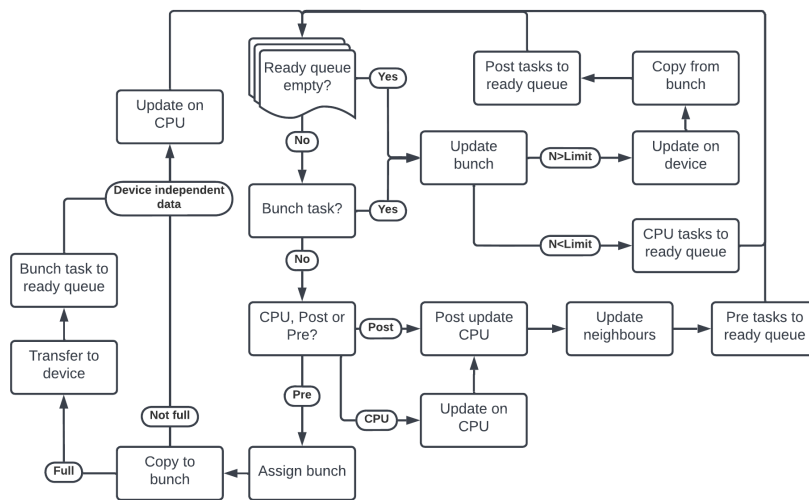 Ready queue
empty?
Yes
Post tasks to
ready queue
Copy from
bunch
Update on
CPU
No
Update
bunch
N>Limit
Update on
device
Device independent
data
Bunch task?
Yes
N<Limit
CPU tasks to
ready queue
No
Bunch task to
ready queue
CPU, Post or
Pre?
Post
Post update
CPU
Update
neighbours
Pre tasks to
ready queue
Transfer to
device
Pre
Not full
CPU
Update on
CPU
Full
Copy to
bunch
Assign bunch